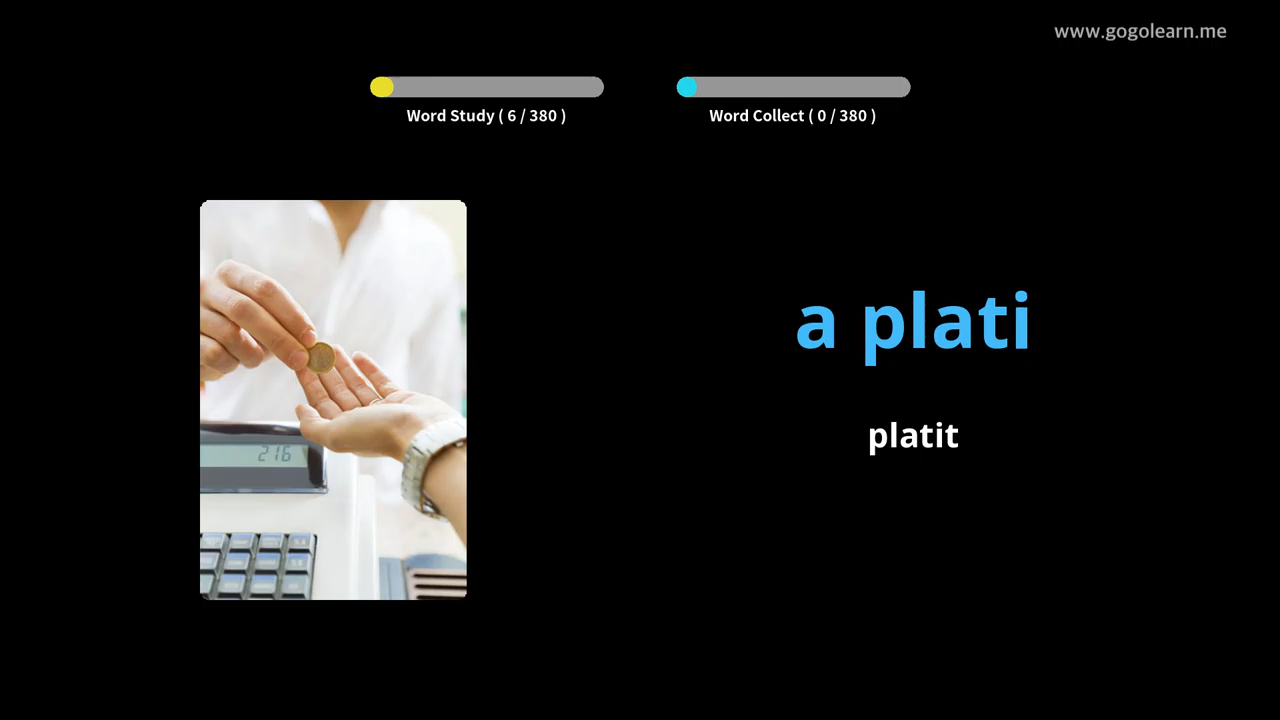 www.gogolearn.me
Word Study ( 6 / 380 )
Word Collect ( 0 / 380 )
a plati
platit
216